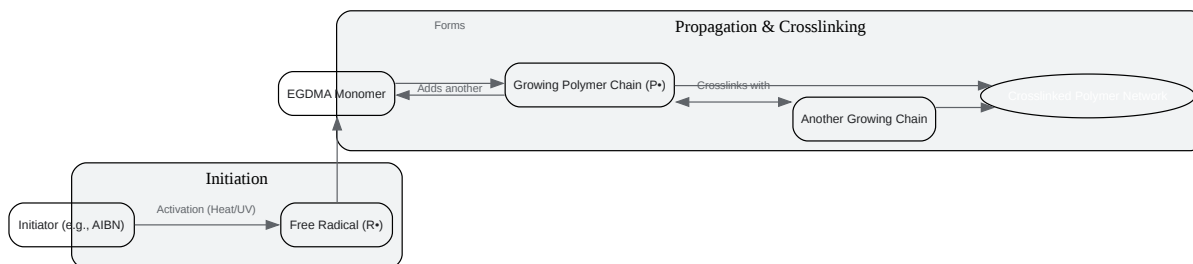 Forms
Propagation & Crosslinking
EGDMA Monomer
Adds another
Growing Polymer Chain (P•)
Crosslinks with
Another Growing Chain
Crosslinked Polymer Network
Initiation
Initiator (e.g., AIBN)
Activation (Heat/UV)
Free Radical (R•)